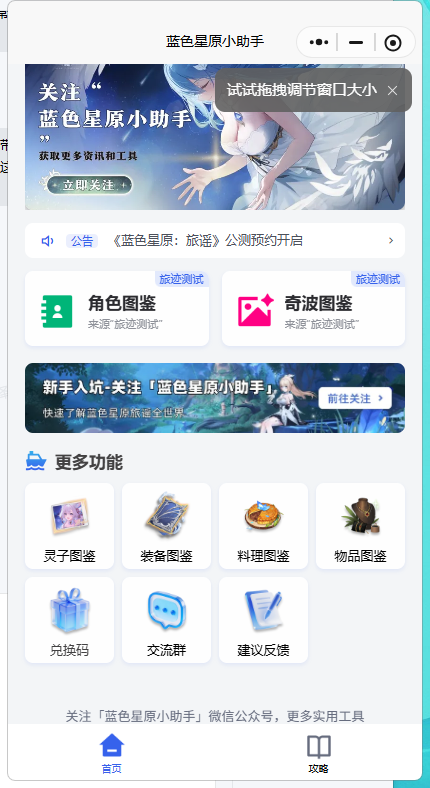 蓝色星原小助手
试试拖拽调节窗口大小
关注“
蓝色星原小助手
”
获取更多资讯和工具
立即关注
公告 《蓝色星原：旅谣》公测预约开启
旅迹测试
角色图鉴
来源"旅迹测试"
旅迹测试
奇波图鉴
来源"旅迹测试"
新手入坑-关注「蓝色星原小助手」
快速了解蓝色星原旅谣全世界
前往关注
更多功能
灵子图鉴
装备图鉴
料理图鉴
物品图鉴
兑换码
交流群
建议反馈
关注「蓝色星原小助手」微信公众号，更多实用工具
首页
攻略